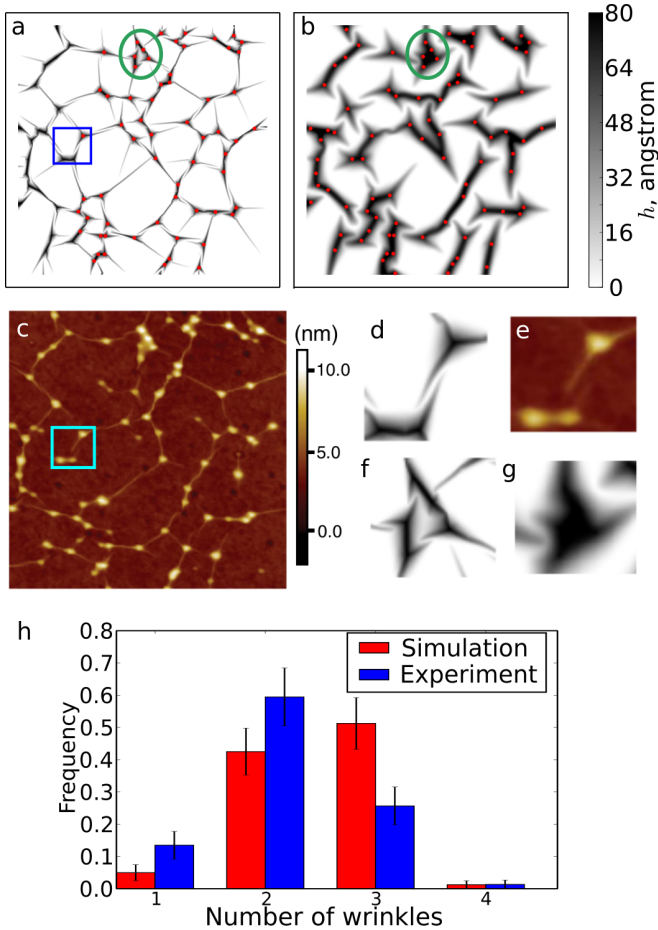 a
b
80
64
48
32
16
0
h, angstrom
c
(nm)
10.0
5.0
0.0
d
e
f
g
h
0.8
0.7
0.6
0.5
0.4
0.3
0.2
0.1
0.0
Frequency
Simulation
Experiment
1 2 3 4
Number of wrinkles